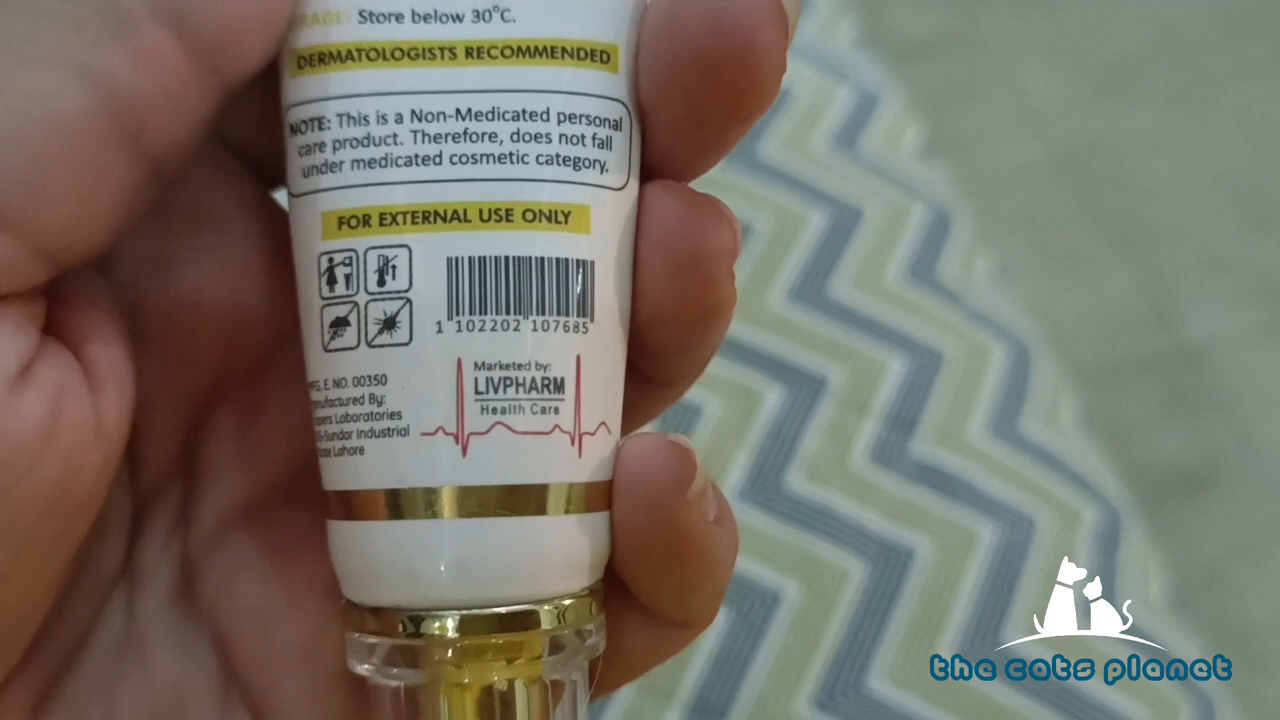 Store below 30°C.
DERMATOLOGISTS RECOMMENDED
NOTE: This is a Non-Medicated personal
care product. Therefore, does not fall
under medicated cosmetic category.
FOR EXTERNAL USE ONLY
1 102202 107685
Marketed by:
LIVPHARM
Health Care
E. NO. 00350
By:
Laboratories
Sundar Industrial
Lahore
the cats planet